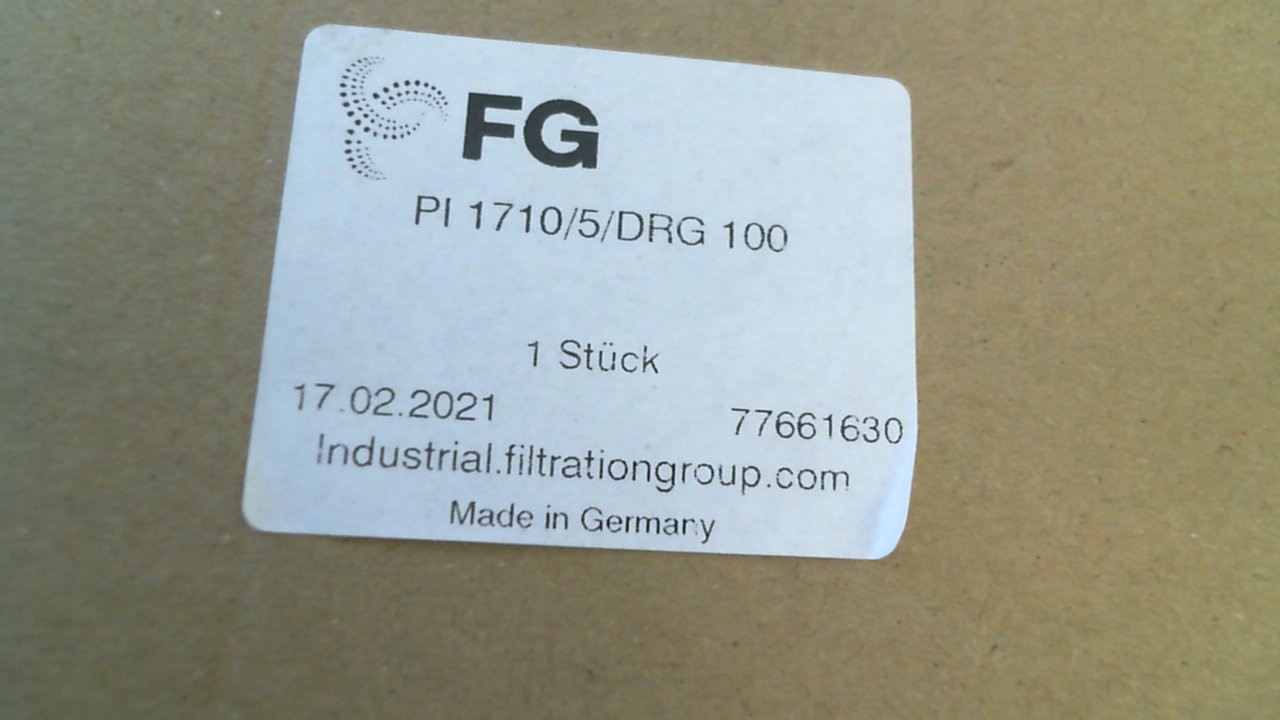 FG
PI 1710/5/DRG 100
1 Stück
17.02.2021 77661630
Industrial.filtrationgroup.com
Made in Germany